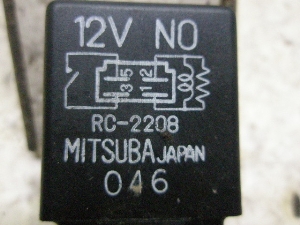 12V NO
5 1 2
3
RC-2208
MITSUBA JAPAN
046